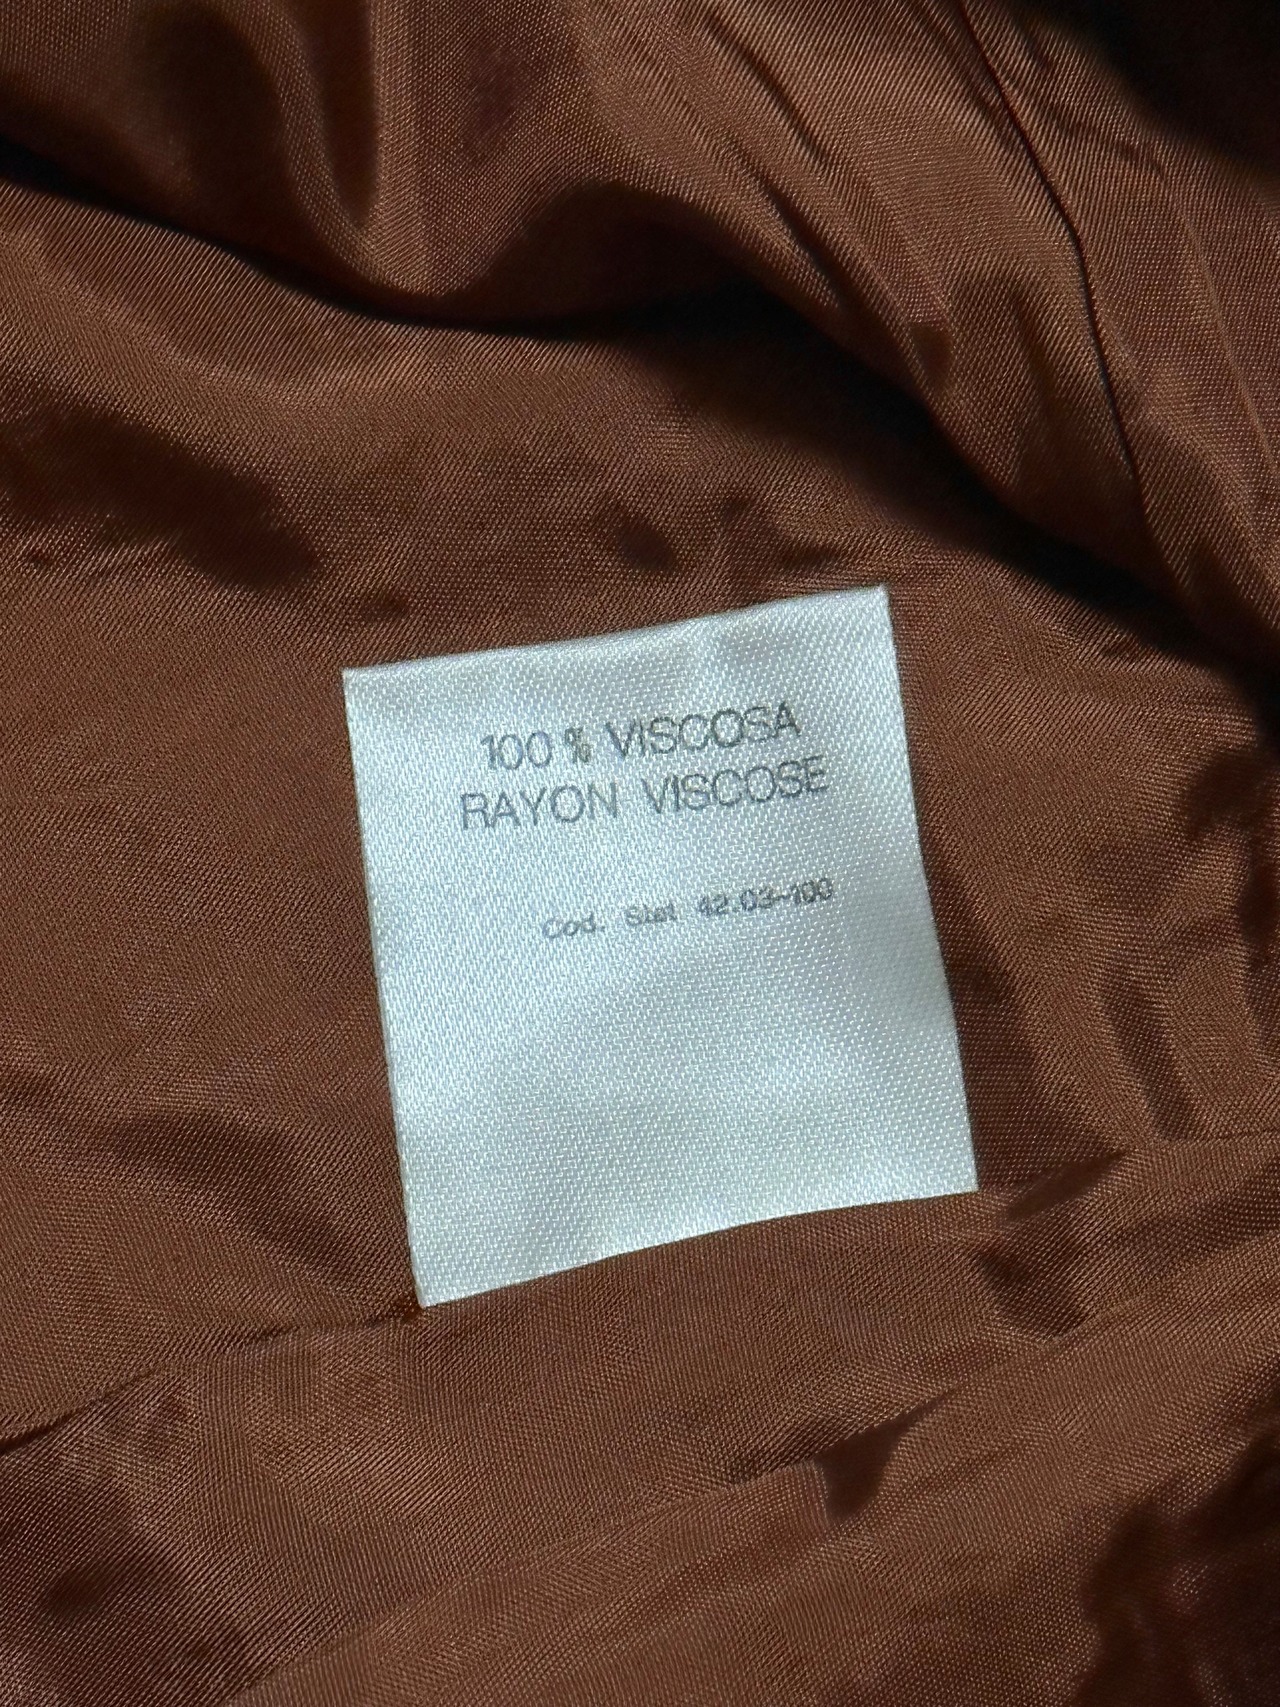 100 % VISCOSA
RAYON VISCOSE
Cod. Stat 42.03-100